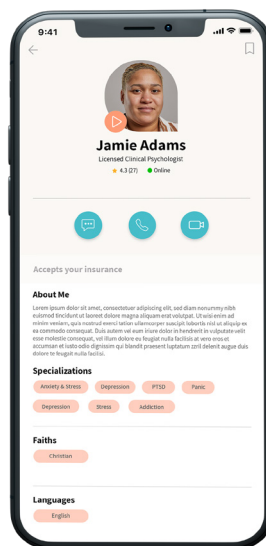 9:41
Jamie Adams
Licensed Clinical Psychologist
4.3 (27) Online
Accepts your insurance
About Me
Lorem ipsum dolor sit amet, consectetuer adipiscing elit, sed diam nonummy nibh
euismod tincidunt ut laoreet dolore magna aliquam erat volutpat. Ut wisi enim ad
minim veniam, quis nostrud exerci tation ullamcorper suscipit lobortis nisl ut aliquip ex
ea commodo consequat. Duis autem vel eum iriure dolor in hendrerit in vulputate velit
esse molestie consequat, vel illum dolore eu feugiat nulla facilisis at vero eros et
accumsan et iusto odio dignissim qui blandit praesent luptatum zzril delenit augue duis
dolore te feugait nulla facilisi.
Specializations
Anxiety & Stress Depression PTSD Panic
Depression Stress Addiction
Faiths
Christian
Languages
English